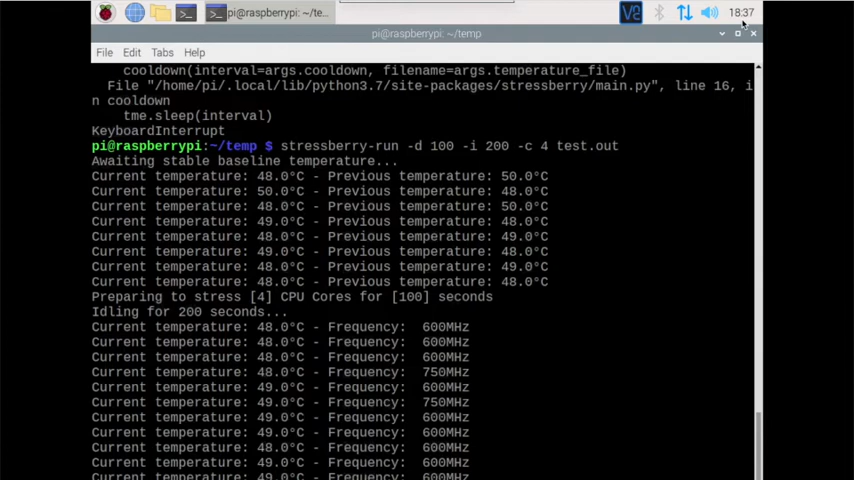 pi@raspberrypi: ~/te...
V2
18:37
pi@raspberrypi: ~/temp
File Edit Tabs Help
cooldown(interval=args.cooldown, filename=args.temperature_file)
File "/home/pi/.local/lib/python3.7/site-packages/stressberry/main.py", line 16, i
n cooldown
tme.sleep(interval)
KeyboardInterrupt
pi@raspberrypi:~/temp $ stressberry-run -d 100 -i 200 -c 4 test.out
Awaiting stable baseline temperature...
Current temperature: 48.0°C - Previous temperature: 50.0°C
Current temperature: 50.0°C - Previous temperature: 48.0°C
Current temperature: 48.0°C - Previous temperature: 50.0°C
Current temperature: 49.0°C - Previous temperature: 48.0°C
Current temperature: 48.0°C - Previous temperature: 49.0°C
Current temperature: 49.0°C - Previous temperature: 48.0°C
Current temperature: 48.0°C - Previous temperature: 49.0°C
Current temperature: 48.0°C - Previous temperature: 48.0°C
Preparing to stress [4] CPU Cores for [100] seconds
Idling for 200 seconds...
Current temperature: 48.0°C - Frequency:  600MHz
Current temperature: 48.0°C - Frequency:  600MHz
Current temperature: 48.0°C - Frequency:  600MHz
Current temperature: 48.0°C - Frequency:  750MHz
Current temperature: 49.0°C - Frequency:  600MHz
Current temperature: 49.0°C - Frequency:  750MHz
Current temperature: 49.0°C - Frequency:  600MHz
Current temperature: 49.0°C - Frequency:  600MHz
Current temperature: 48.0°C - Frequency:  600MHz
Current temperature: 49.0°C - Frequency:  600MHz
Current temperature: 49.0°C - Frequency:  600MHz